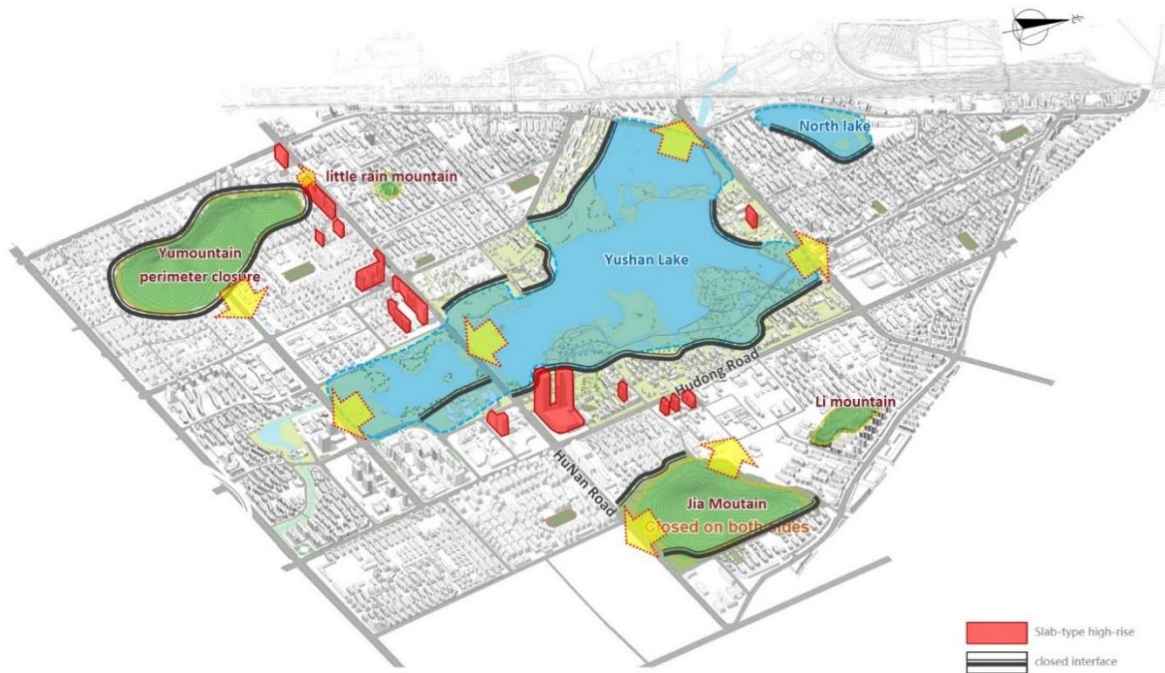 北
North lake
little rain mountain
Yumountain
perimeter closure
Yushan Lake
Hudong Road
Li mountain
HuNan Road
Jia Moutain
Closed on both sides
Slab-type high-rise
closed interface